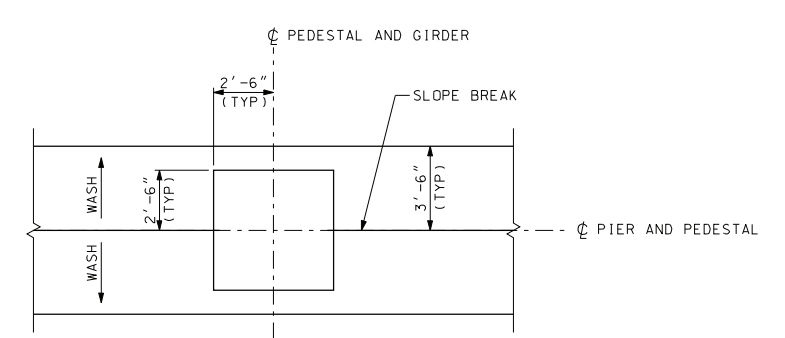 ℄ PEDESTAL AND GIRDER
2'-6"
(TYP)
SLOPE BREAK
WASH
2'-6"
(TYP)
3'-6"
(TYP)
℄ PIER AND PEDESTAL
WASH